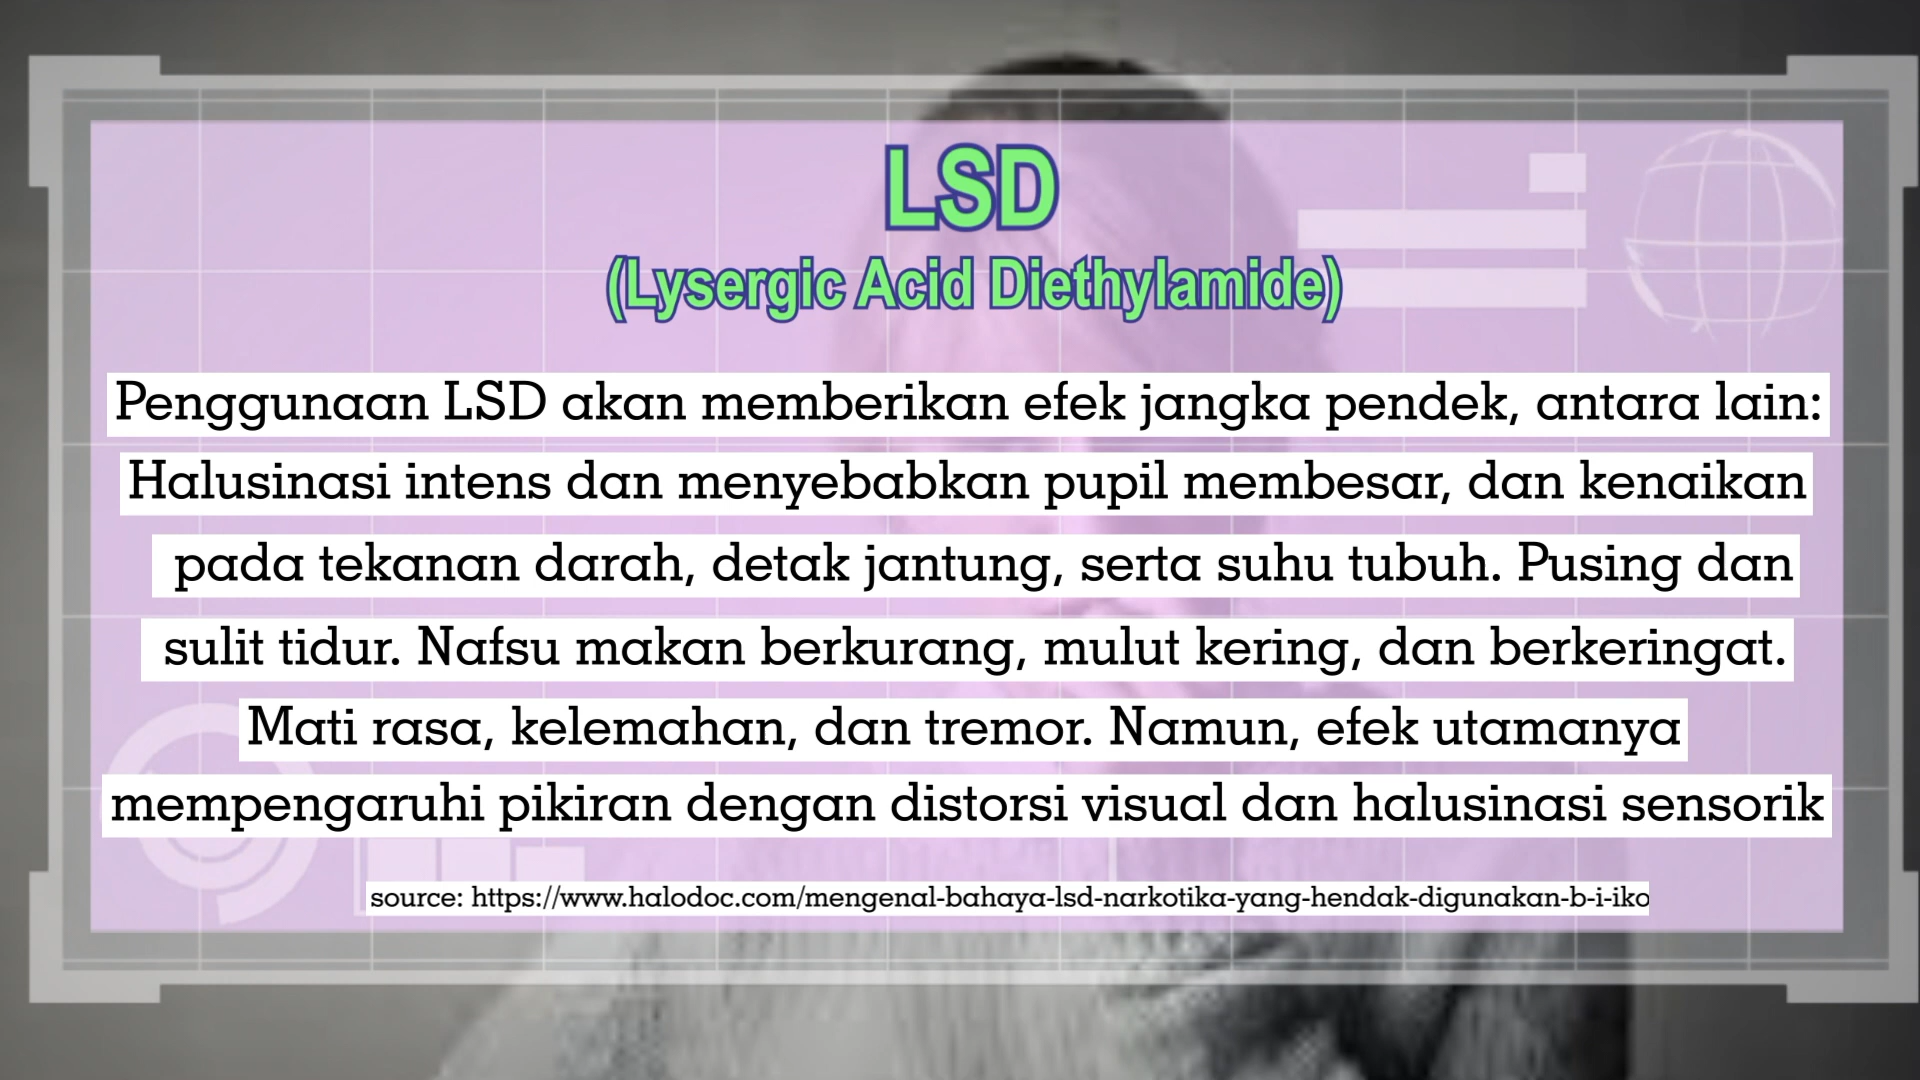 LSD
(Lysergic Acid Diethylamide)
Penggunaan LSD akan memberikan efek jangka pendek, antara lain:
Halusinasi intens dan menyebabkan pupil membesar, dan kenaikan
pada tekanan darah, detak jantung, serta suhu tubuh. Pusing dan
sulit tidur. Nafsu makan berkurang, mulut kering, dan berkeringat.
Mati rasa, kelemahan, dan tremor. Namun, efek utamanya
mempengaruhi pikiran dengan distorsi visual dan halusinasi sensorik
source: https://www.halodoc.com/mengenal-bahaya-lsd-narkotika-yang-hendak-digunakan-b-i-iko